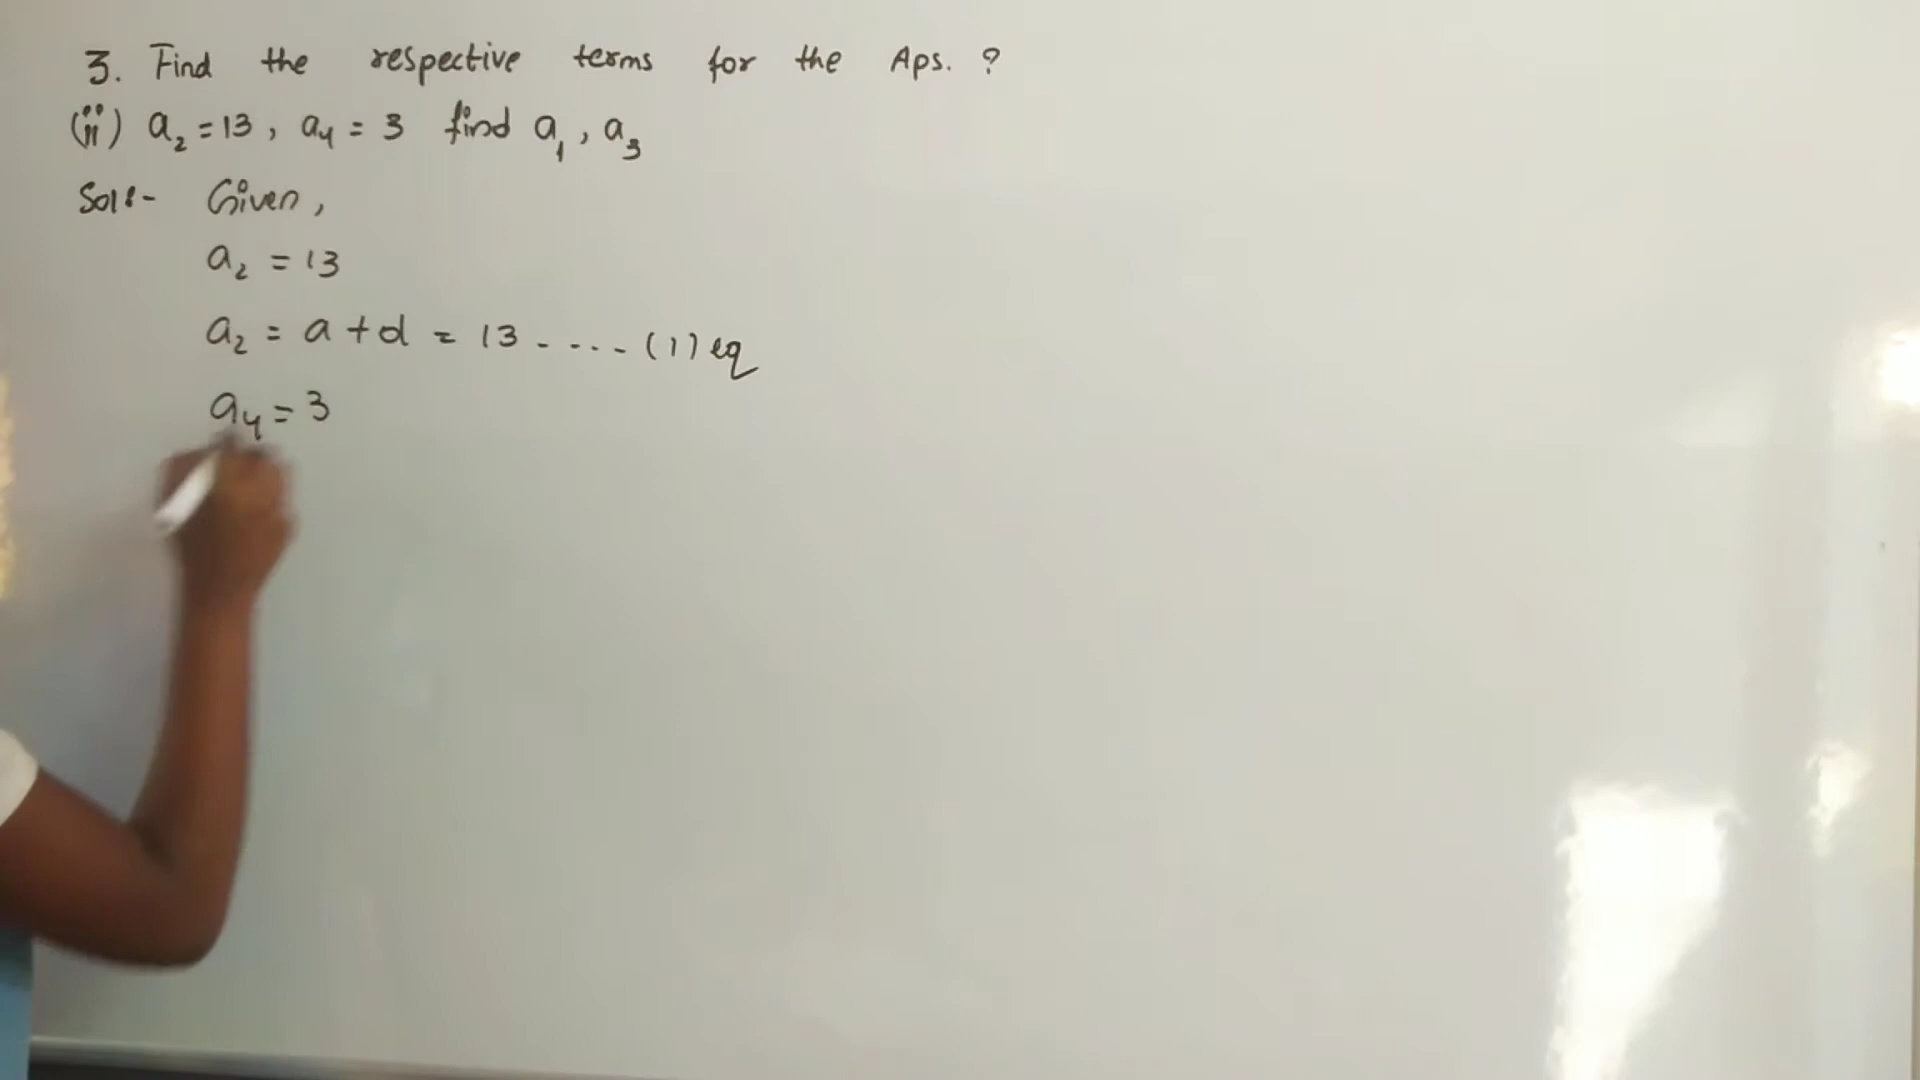 3. Find the respective terms for the Aps. ?
(ii) a₂ = 13, a₄ = 3 find a₁, a₃
Sol:- Given,
a₂ = 13
a₂ = a + d = 13 - - - - (1) eq
a₄ = 3